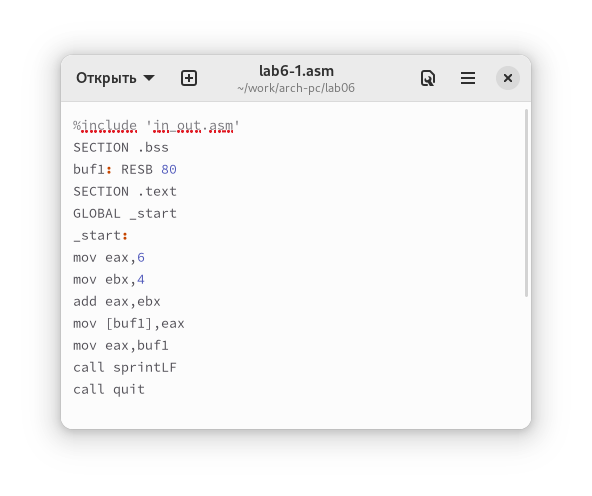 Открыть
lab6-1.asm
~/work/arch-pc/lab06
%include 'in_out.asm'
SECTION .bss
buf1: RESB 80
SECTION .text
GLOBAL _start
_start:
mov eax,6
mov ebx,4
add eax,ebx
mov [buf1],eax
mov eax,buf1
call sprintLF
call quit